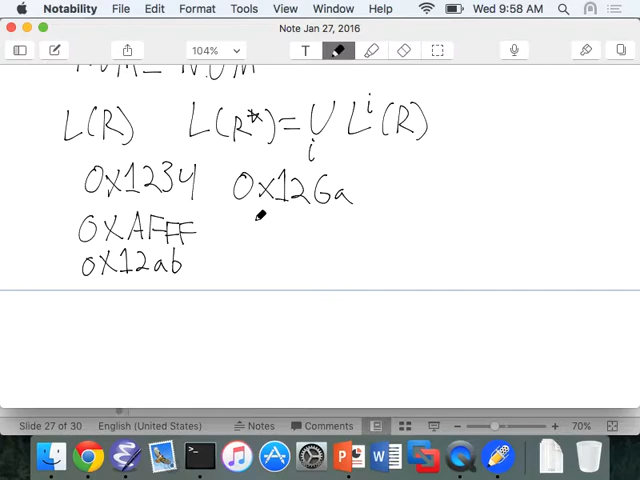 Notability Edit Format Tools View Window Help Wed 9:58 AM
Note Jan 27, 2016
104% T
L(R) L(R*) = ∪ Lⁱ(R)
i
0x1234 0x12Ga
0xAFFF
0x12ab
Slide 27 of 30 English (United States) Notes Comments 70%